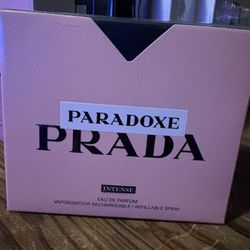 PARADOXE
PRADA
INTENSE
EAU DE PARFUM
VAPORISATEUR RECHARGEABLE / REFILLABLE SPRAY